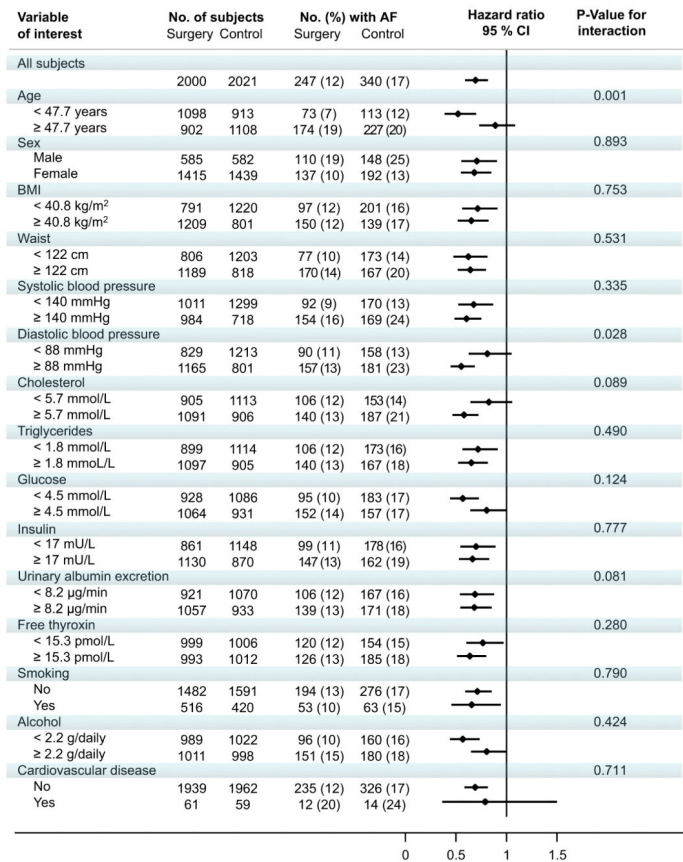 Variable of interest No. of subjects No. (%) with AF Hazard ratio 95 % CI P-Value for interaction
Surgery Control Surgery Control
All subjects
2000 2021 247 (12) 340 (17)
Age 0.001
< 47.7 years 1098 913 73 (7) 113 (12)
≥ 47.7 years 902 1108 174 (19) 227(20)
Sex 0.893
Male 585 582 110 (19) 148 (25)
Female 1415 1439 137 (10) 192 (13)
BMI 0.753
< 40.8 kg/m² 791 1220 97 (12) 201 (16)
≥ 40.8 kg/m² 1209 801 150 (12) 139 (17)
Waist 0.531
< 122 cm 806 1203 77 (10) 173 (14)
≥ 122 cm 1189 818 170(14) 167 (20)
Systolic blood pressure 0.335
< 140 mmHg 1011 1299 92 (9) 170 (13)
≥ 140 mmHg 984 718 154 (16) 169 (24)
Diastolic blood pressure 0.028
< 88 mmHg 829 1213 90 (11) 158 (13)
≥ 88 mmHg 1165 801 157(13) 181 (23)
Cholesterol 0.089
< 5.7 mmol/L 905 1113 106 (12) 153(14)
≥ 5.7 mmol/L 1091 906 140 (13) 187 (21)
Triglycerides 0.490
< 1.8 mmol/L 899 1114 106 (12) 173(16)
≥ 1.8 mmoL/L 1097 905 140 (13) 167 (18)
Glucose 0.124
< 4.5 mmol/L 928 1086 95 (10) 183 (17)
≥ 4.5 mmol/L 1064 931 152 (14) 157 (17)
Insulin 0.777
< 17 mU/L 861 1148 99 (11) 178(16)
≥ 17 mU/L 1130 870 147(13) 162 (19)
Urinary albumin excretion 0.081
< 8.2 µg/min 921 1070 106 (12) 167 (16)
≥ 8.2 µg/min 1057 933 139 (13) 171 (18)
Free thyroxin 0.280
< 15.3 pmol/L 999 1006 120 (12) 154 (15)
≥ 15.3 pmol/L 993 1012 126 (13) 185 (18)
Smoking 0.790
No 1482 1591 194 (13) 276 (17)
Yes 516 420 53 (10) 63 (15)
Alcohol 0.424
< 2.2 g/daily 989 1022 96 (10) 160 (16)
≥ 2.2 g/daily 1011 998 151 (15) 180 (18)
Cardiovascular disease 0.711
No 1939 1962 235 (12) 326 (17)
Yes 61 59 12 (20) 14 (24)
0 0.5 1 1.5